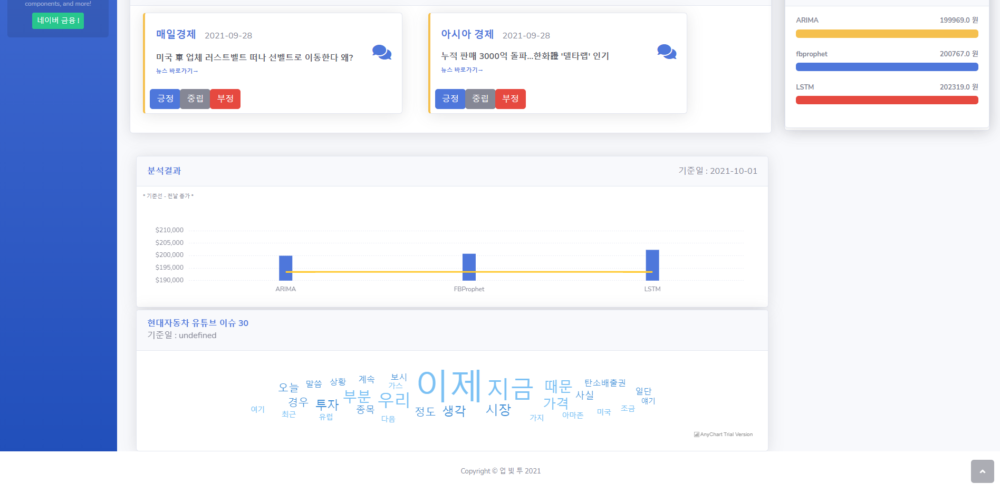 components, and more!
네이버 금융 !
매일경제 2021-09-28
미국 車 업체 러스트벨트 떠나 선벨트로 이동한다 왜?
뉴스 바로가기→
긍정 중립 부정
아시아 경제 2021-09-28
누적 판매 3000억 돌파...한화證 '델타랩' 인기
뉴스 바로가기→
긍정 중립 부정
ARIMA 199969.0 원
fbprophet 200767.0 원
LSTM 202319.0 원
분석결과 기준일 : 2021-10-01
* 기준선 - 전날 종가 *
$210,000
$205,000
$200,000
$195,000
$190,000
ARIMA FBProphet LSTM
현대자동차 유튜브 이슈 30
기준일 : undefined
이제 지금
오늘 말씀 상황 계속 보시 가스 때문 탄소배출권
경우 투자 부분 우리 가격 사실 일단 얘기
여기 최근 유럽 종목 다음 정도 생각 시장 가지 아마존 미국 조금
AnyChart Trial Version
Copyright © 업 빛 투 2021